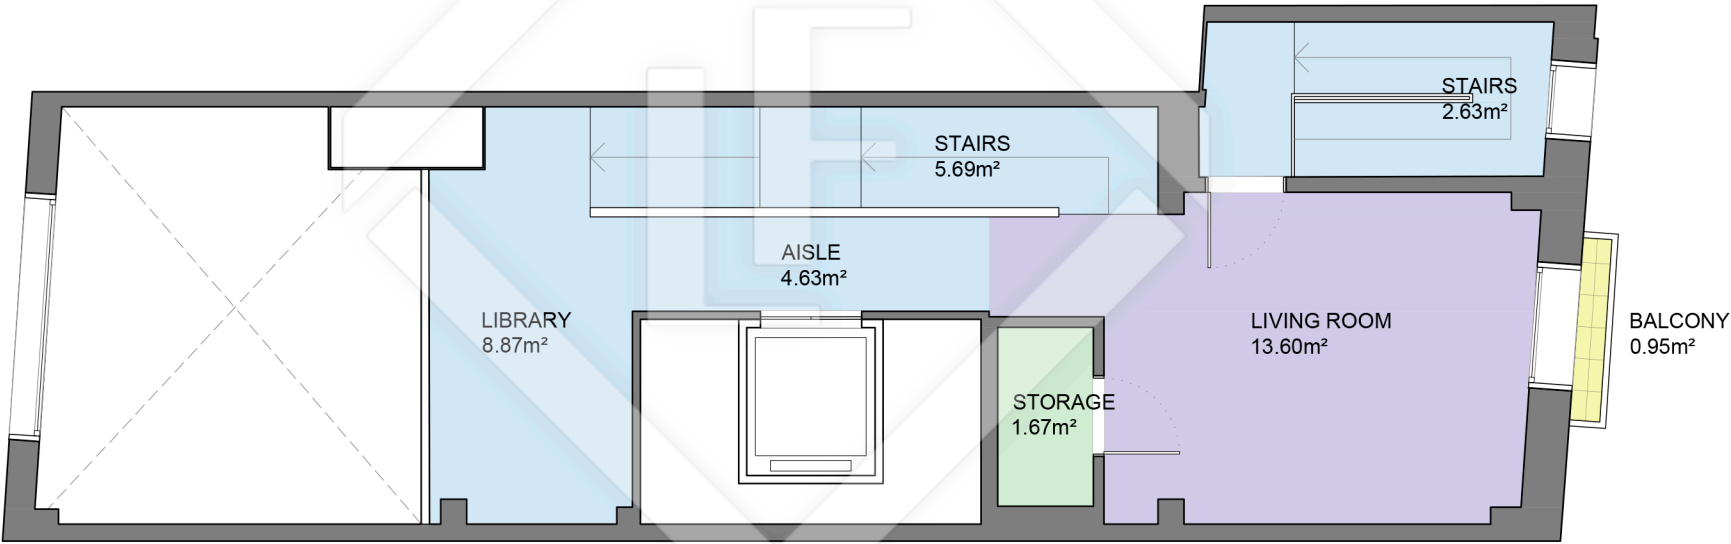 STAIRS
2.63m²
STAIRS
5.69m²
AISLE
4.63m²
LIBRARY
8.87m²
LIVING ROOM
13.60m²
BALCONY
0.95m²
STORAGE
1.67m²